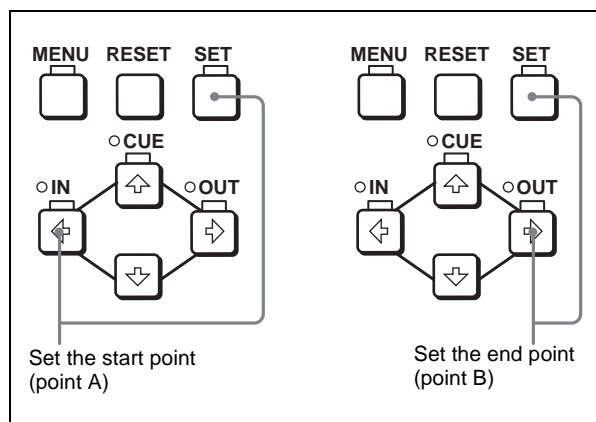 MENU RESET SET
CUE
IN OUT
Set the start point
(point A)
MENU RESET SET
CUE
IN OUT
Set the end point
(point B)